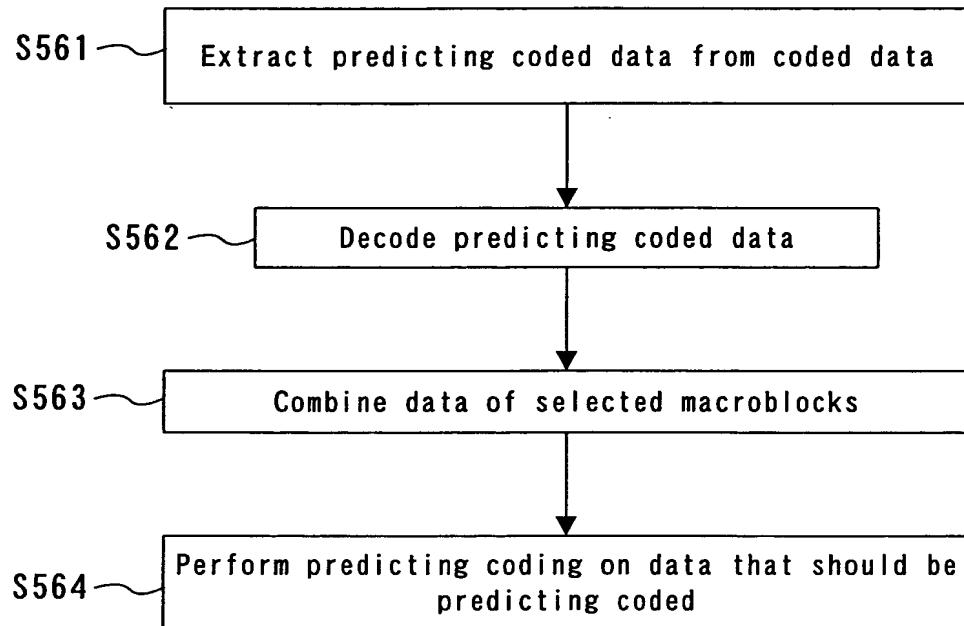 S561
Extract predicting coded data from coded data
S562
Decode predicting coded data
S563
Combine data of selected macroblocks
S564
Perform predicting coding on data that should be
predicting coded